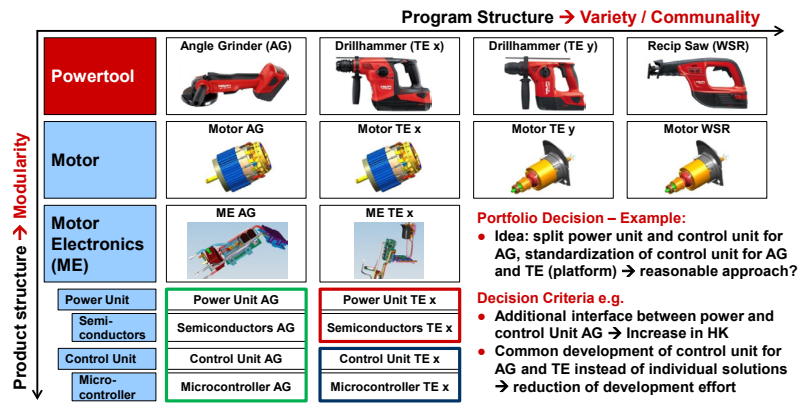 Program Structure → Variety / Communality
Product structure → Modularity
Angle Grinder (AG)
Drillhammer (TE x)
Drillhammer (TE y)
Recip Saw (WSR)
Powertool
Motor AG
Motor TE x
Motor TE y
Motor WSR
Motor
ME AG
ME TE x
Motor
Electronics
(ME)
Portfolio Decision – Example:
● Idea: split power unit and control unit for
AG, standardization of control unit for AG
and TE (platform) → reasonable approach?
Power Unit
Power Unit AG
Power Unit TE x
Semi-
conductors
Semiconductors AG
Semiconductors TE x
Control Unit
Control Unit AG
Control Unit TE x
Micro-
controller
Microcontroller AG
Microcontroller TE x
Decision Criteria e.g.
● Additional interface between power and
control Unit AG → Increase in HK
● Common development of control unit for
AG and TE instead of individual solutions
→ reduction of development effort